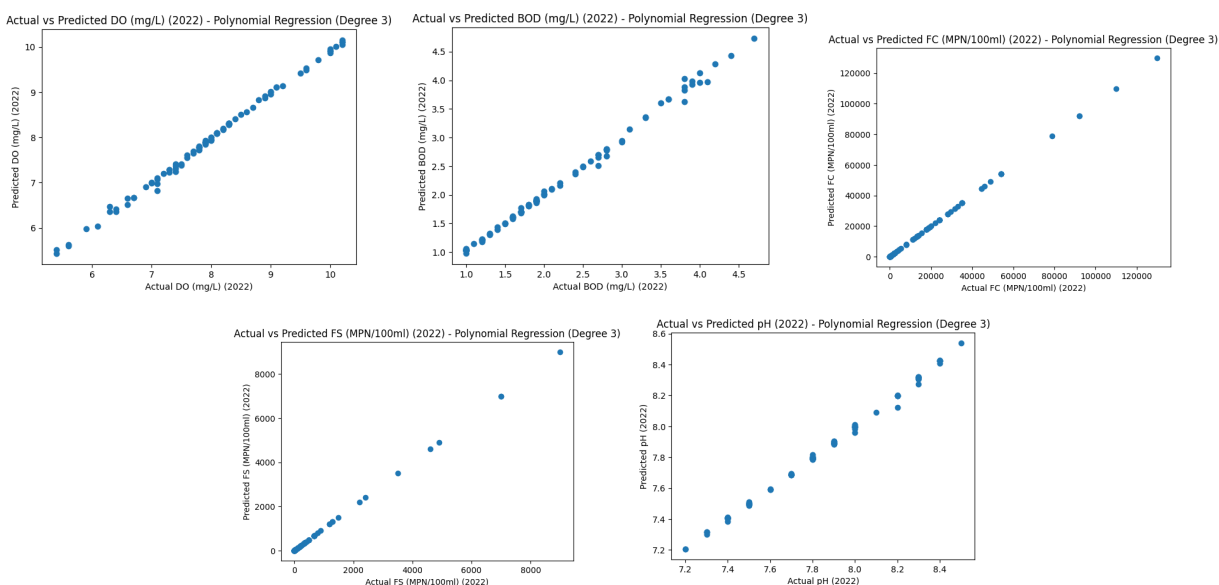 Actual vs Predicted DO (mg/L) (2022) - Polynomial Regression (Degree 3)
Predicted DO (mg/L) (2022)
10
9
8
7
6
6 7 8 9 10
Actual DO (mg/L) (2022)
Actual vs Predicted BOD (mg/L) (2022) - Polynomial Regression (Degree 3)
Predicted BOD (mg/L) (2022)
4.5
4.0
3.5
3.0
2.5
2.0
1.5
1.0
1.0 1.5 2.0 2.5 3.0 3.5 4.0 4.5
Actual BOD (mg/L) (2022)
Actual vs Predicted FC (MPN/100ml) (2022) - Polynomial Regression (Degree 3)
Predicted FC (MPN/100ml) (2022)
120000
100000
80000
60000
40000
20000
0
0 20000 40000 60000 80000 100000 120000
Actual FC (MPN/100ml) (2022)
Actual vs Predicted FS (MPN/100ml) (2022) - Polynomial Regression (Degree 3)
Predicted FS (MPN/100ml) (2022)
8000
6000
4000
2000
0
0 2000 4000 6000 8000
Actual FS (MPN/100ml) (2022)
Actual vs Predicted pH (2022) - Polynomial Regression (Degree 3)
Predicted pH (2022)
8.6
8.4
8.2
8.0
7.8
7.6
7.4
7.2
7.2 7.4 7.6 7.8 8.0 8.2 8.4
Actual pH (2022)